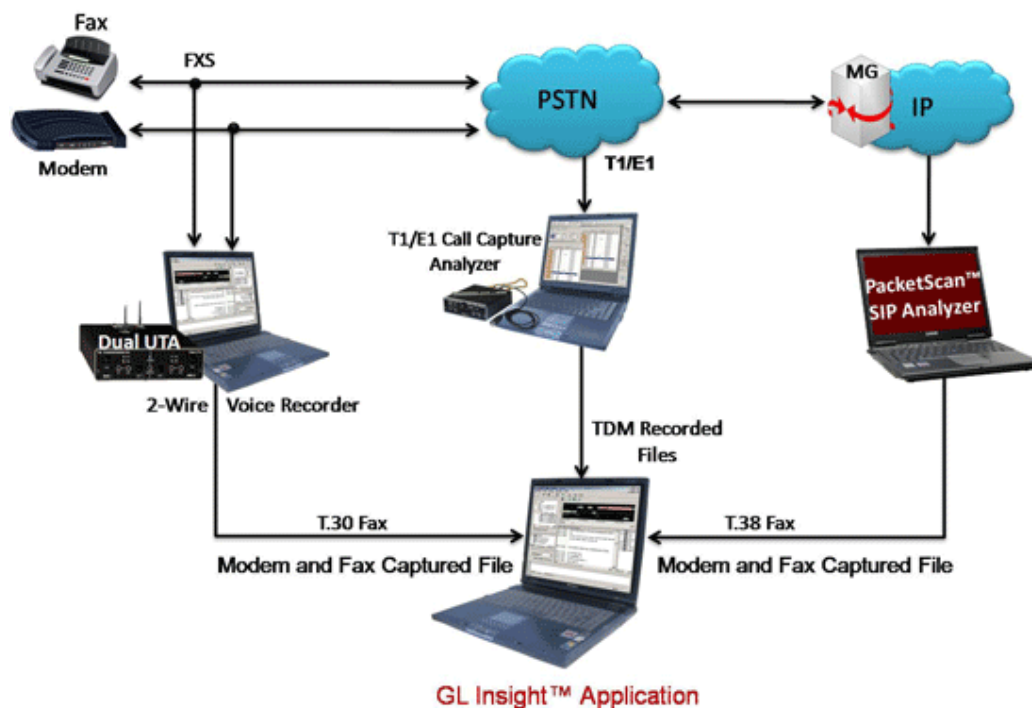 Fax
FXS
MG
PSTN
IP
Modem
T1/E1
T1/E1 Call Capture
Analyzer
PacketScan™
SIP Analyzer
Dual UTA
2-Wire
Voice Recorder
TDM Recorded
Files
T.30 Fax
T.38 Fax
Modem and Fax Captured File
Modem and Fax Captured File
GL Insight™ Application